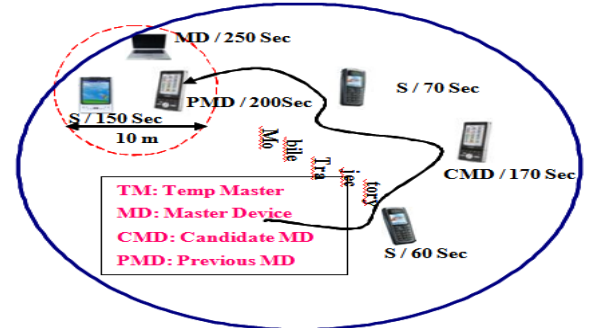 MD / 250 Sec
S / 70 Sec
PMD / 200Sec
S / 150 Sec
10 m
Mo
bile
Tra
jec
tory
CMD / 170 Sec
TM: Temp Master
MD: Master Device
CMD: Candidate MD
PMD: Previous MD
S / 60 Sec